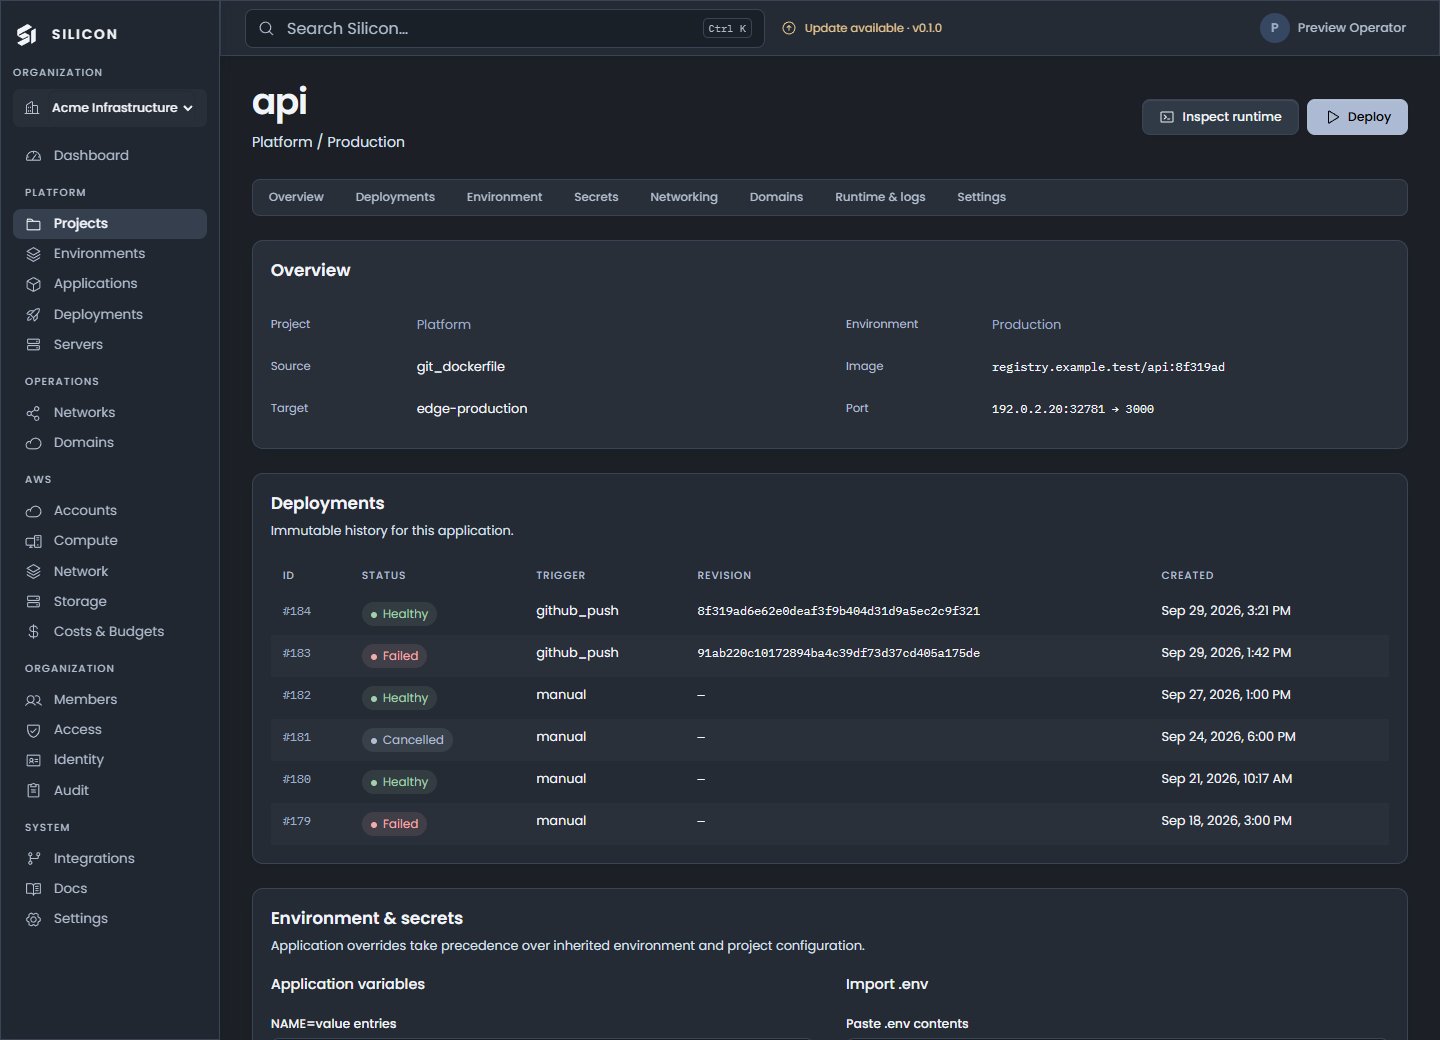 SILICON
Search Silicon...
Ctrl K
Update available · v0.1.0
P
Preview Operator
ORGANIZATION
Acme Infrastructure
Dashboard
PLATFORM
Projects
Environments
Applications
Deployments
Servers
OPERATIONS
Networks
Domains
AWS
Accounts
Compute
Network
Storage
Costs & Budgets
ORGANIZATION
Members
Access
Identity
Audit
SYSTEM
Integrations
Docs
Settings
api
Platform / Production
Inspect runtime
Deploy
Overview Deployments Environment Secrets Networking Domains Runtime & logs Settings
Overview
Project Platform Environment Production
Source git_dockerfile Image registry.example.test/api:8f319ad
Target edge-production Port 192.0.2.20:32781 → 3000
Deployments
Immutable history for this application.
ID STATUS TRIGGER REVISION CREATED
#184 Healthy github_push 8f319ad6e62e0deaf3f9b404d31d9a5ec2c9f321 Sep 29, 2026, 3:21 PM
#183 Failed github_push 91ab220c10172894ba4c39df73d37cd405a175de Sep 29, 2026, 1:42 PM
#182 Healthy manual — Sep 27, 2026, 1:00 PM
#181 Cancelled manual — Sep 24, 2026, 6:00 PM
#180 Healthy manual — Sep 21, 2026, 10:17 AM
#179 Failed manual — Sep 18, 2026, 3:00 PM
Environment & secrets
Application overrides take precedence over inherited environment and project configuration.
Application variables
NAME=value entries
Import .env
Paste .env contents